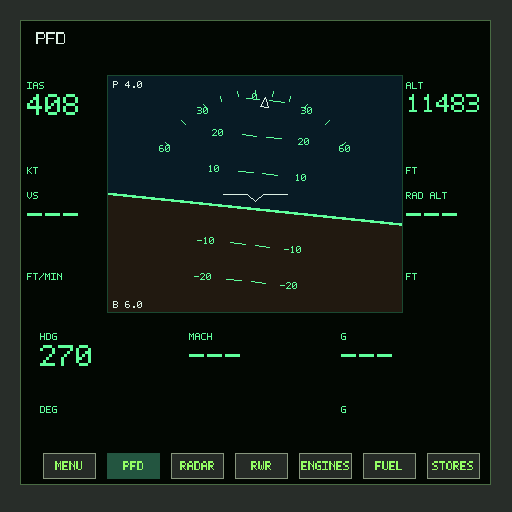 PFD
IAS
408
KT
VS
---
FT/MIN
P 4.0
0
30 30
60 60
20 20
10 10
-10 -10
-20 -20
B 6.0
ALT
11483
FT
RAD ALT
---
FT
HDG
270
DEG
MACH
---
G
---
G
MENU PFD RADAR RWR ENGINES FUEL STORES